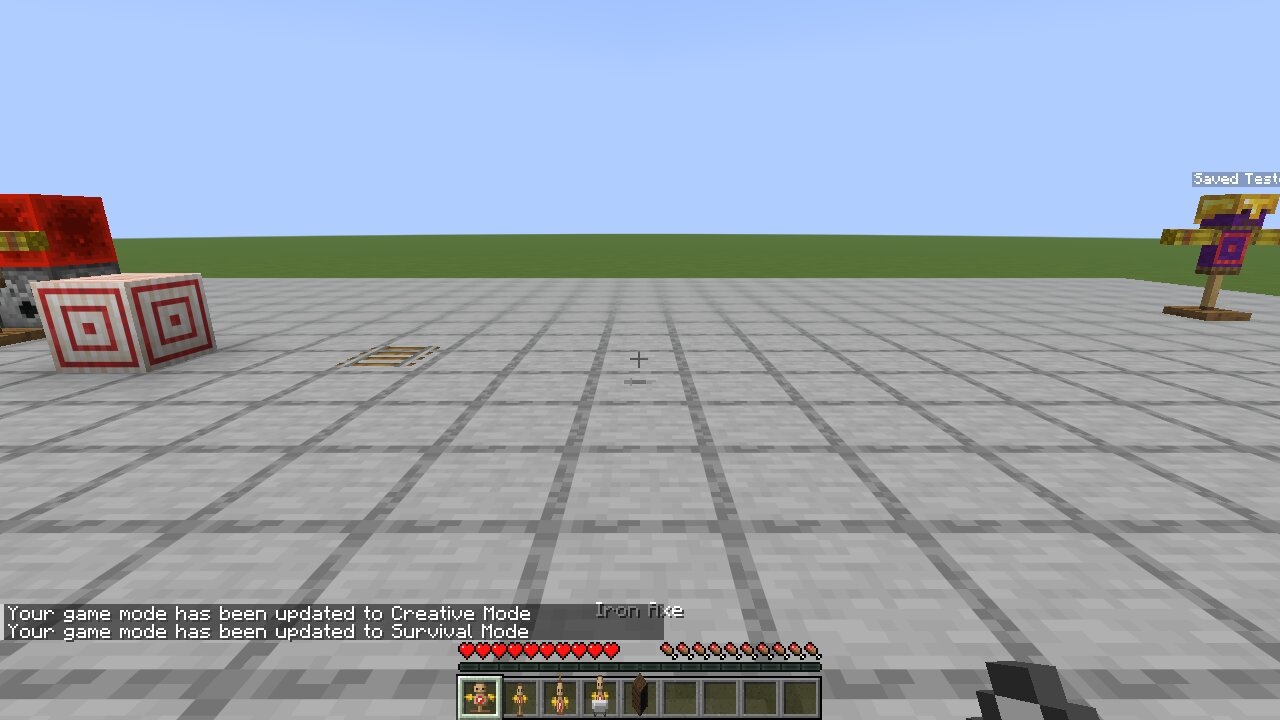 Saved Test
Your game mode has been updated to Creative Mode
Iron Axe
Your game mode has been updated to Survival Mode